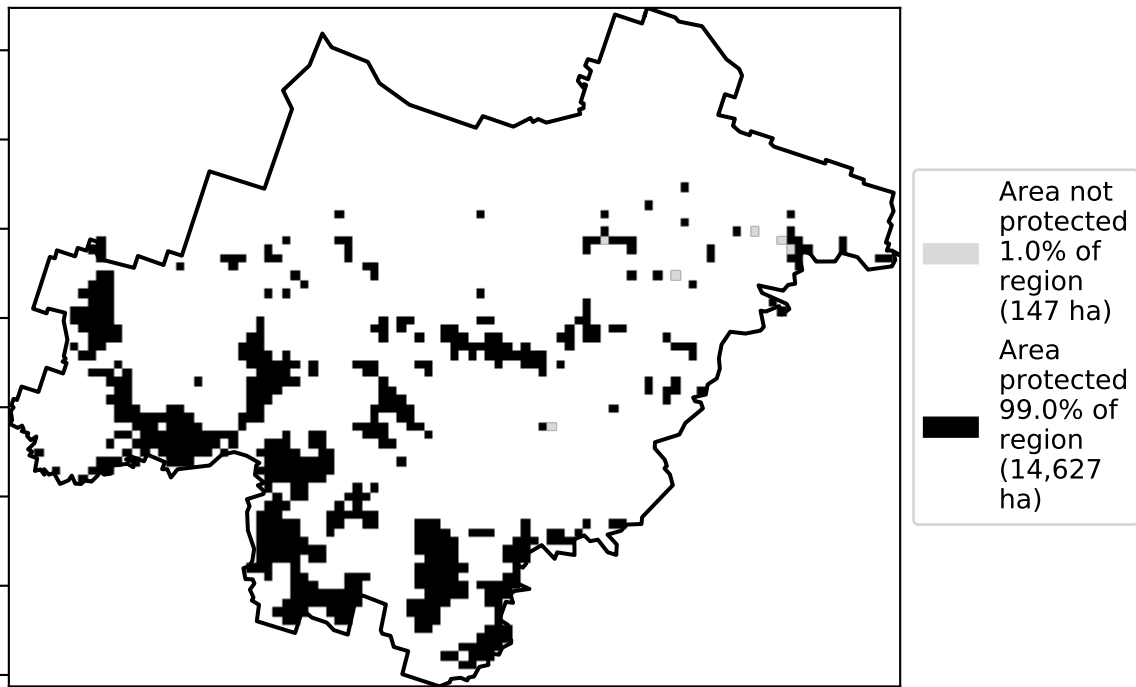 Area not
protected
1.0% of
region
(147 ha)
Area
protected
99.0% of
region
(14,627
ha)